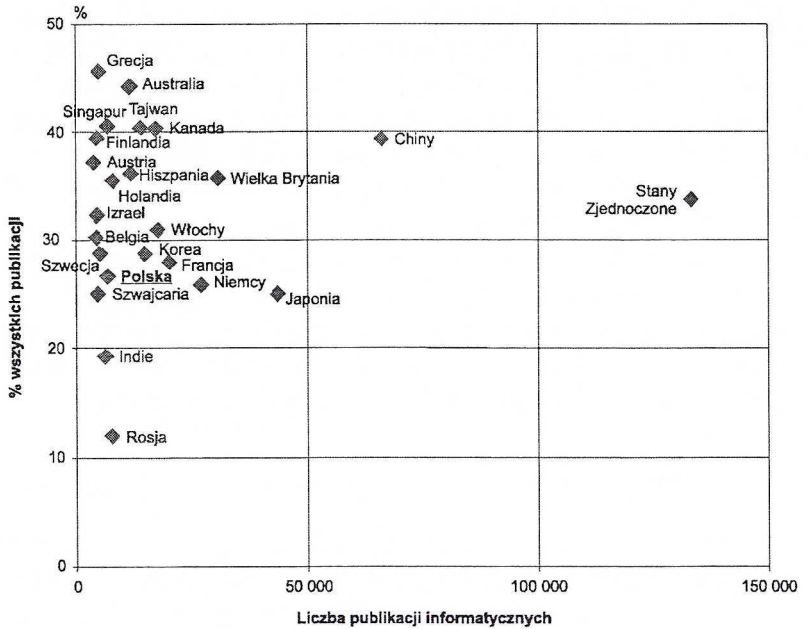 %
50
Grecja
Australia
Singapur Tajwan
40
Kanada
Chiny
Finlandia
Austria
Hiszpania
Wielka Brytania
Holandia
Stany
Zjednoczone
Izrael
Włochy
30
Belgia
Korea
Szwecja
Francja
Polska
Niemcy
Szwajcaria
Japonia
20
Indie
Rosja
10
0
% wszystkich publikacji
0
50 000
100 000
150 000
Liczba publikacji informatycznych